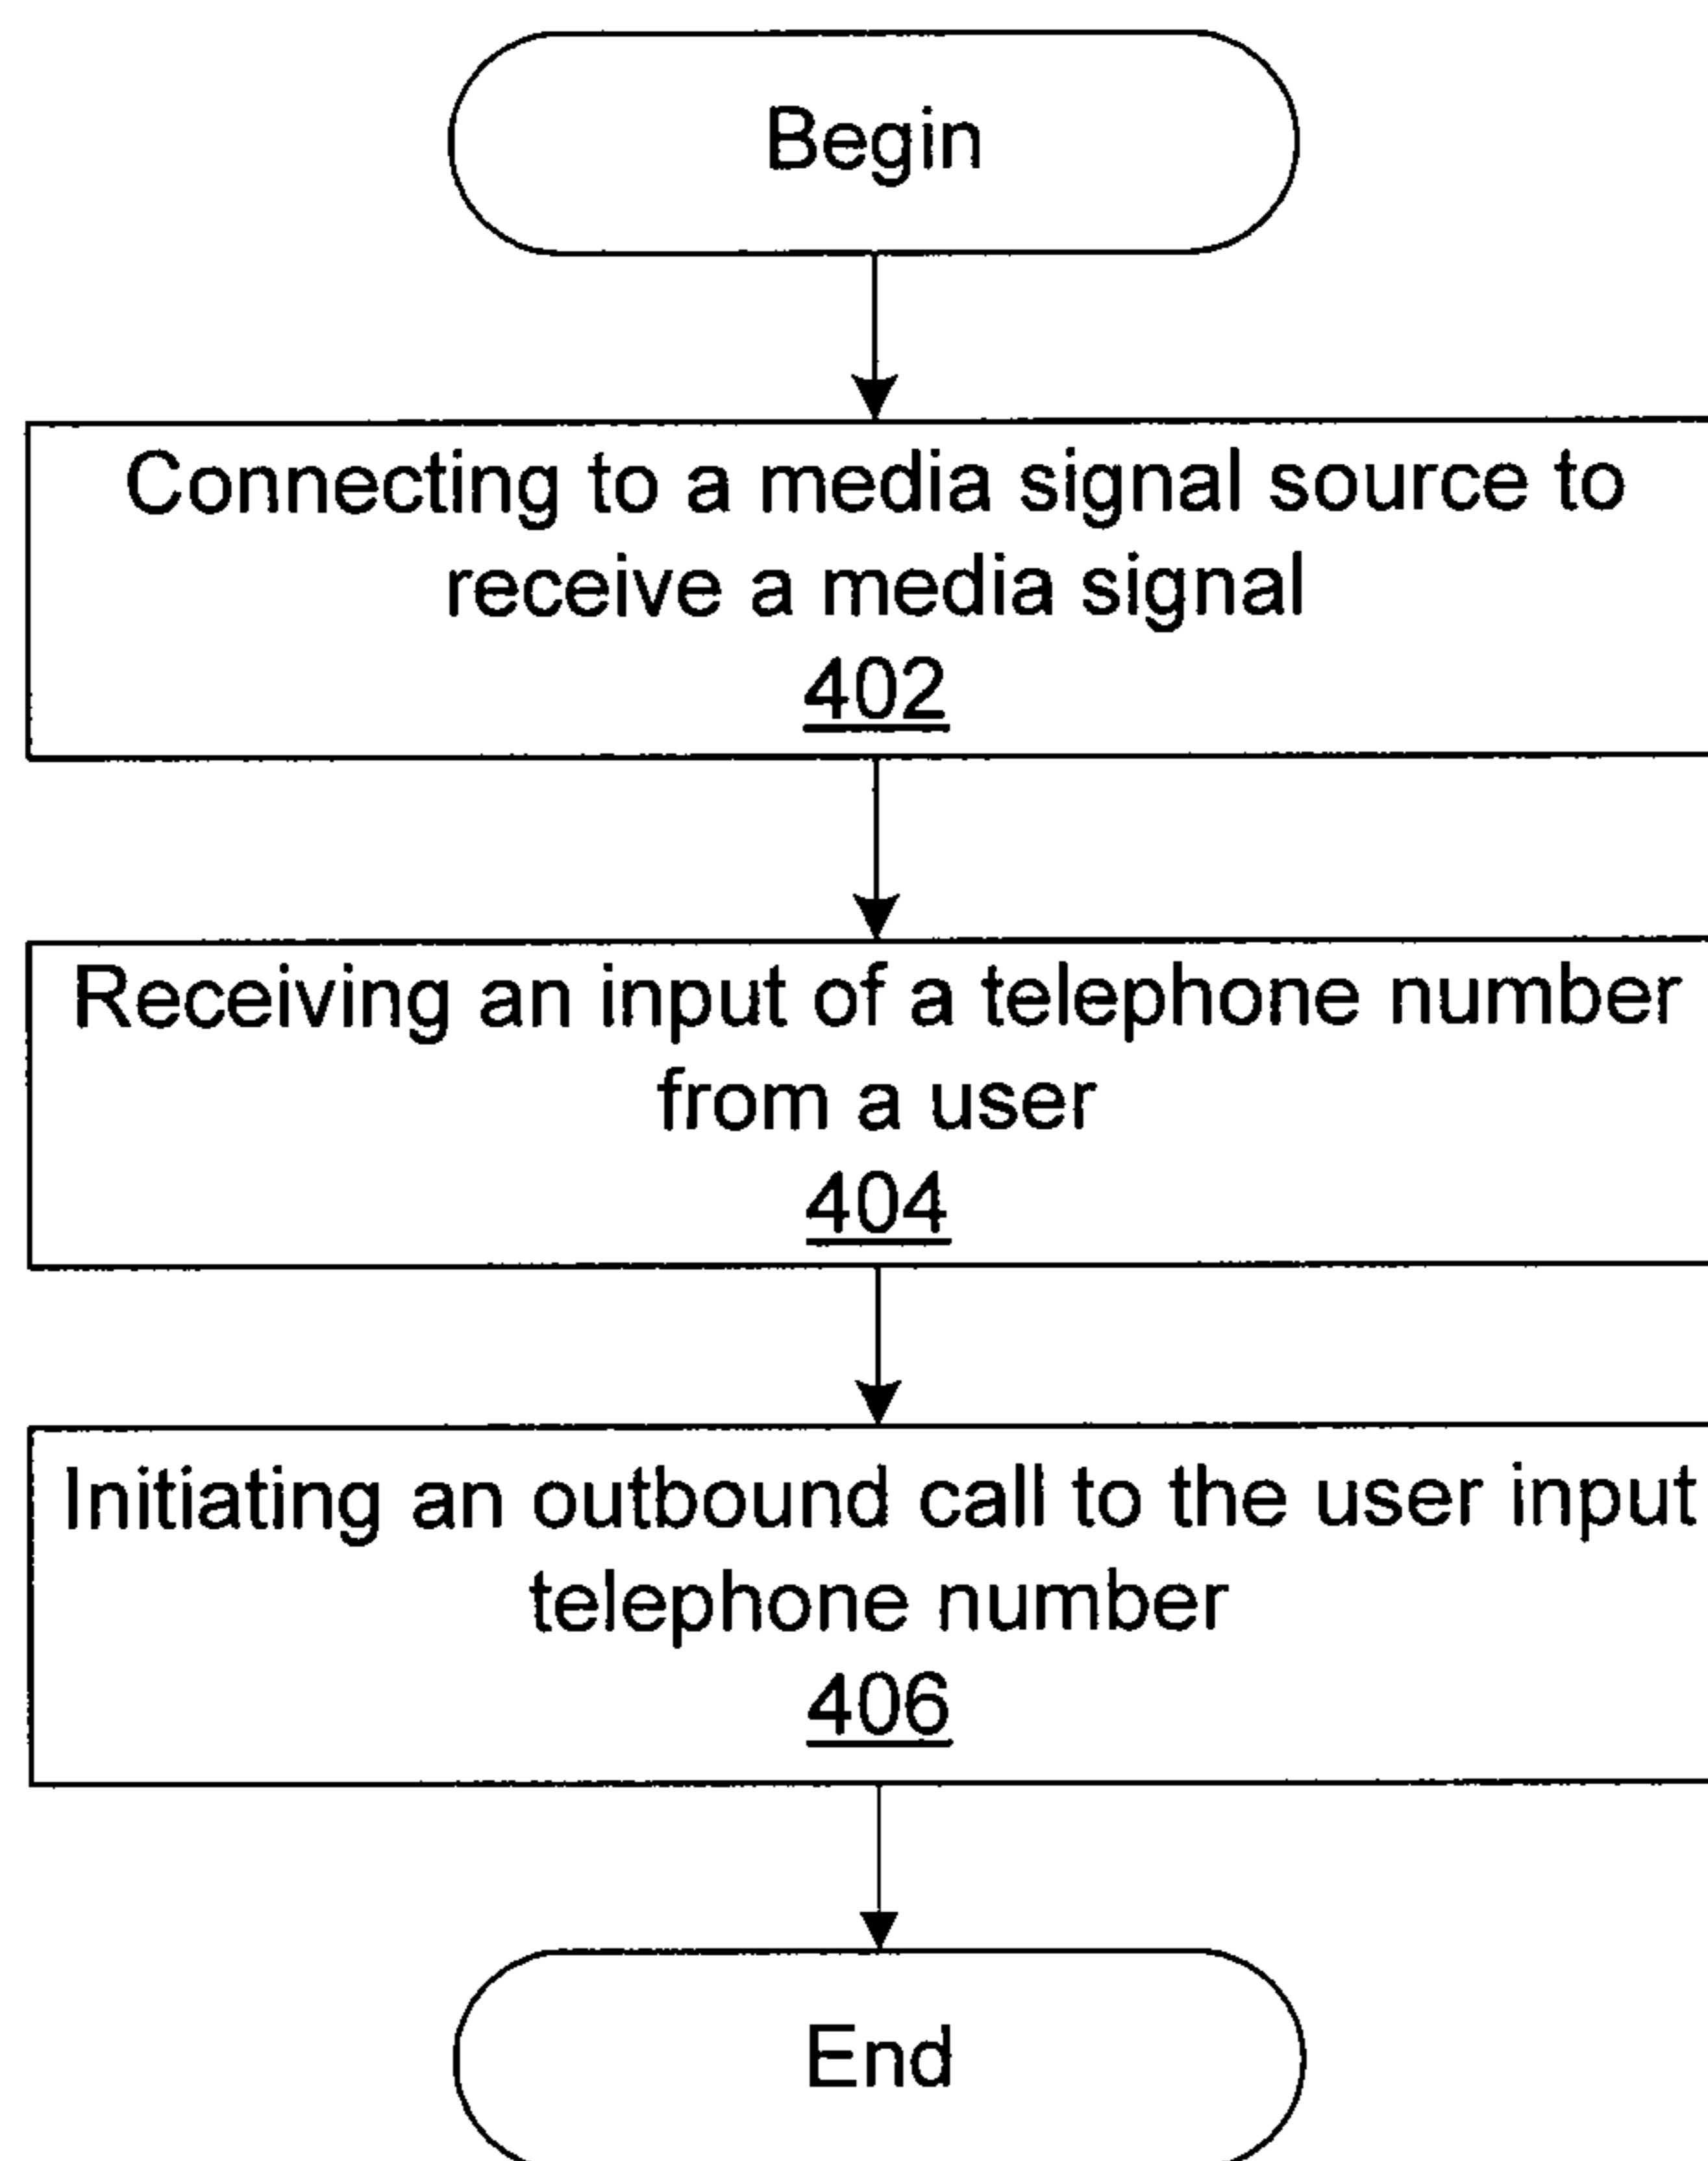 Begin
Connecting to a media signal source to
receive a media signal
402
Receiving an input of a telephone number
from a user
404
Initiating an outbound call to the user input
telephone number
406
End